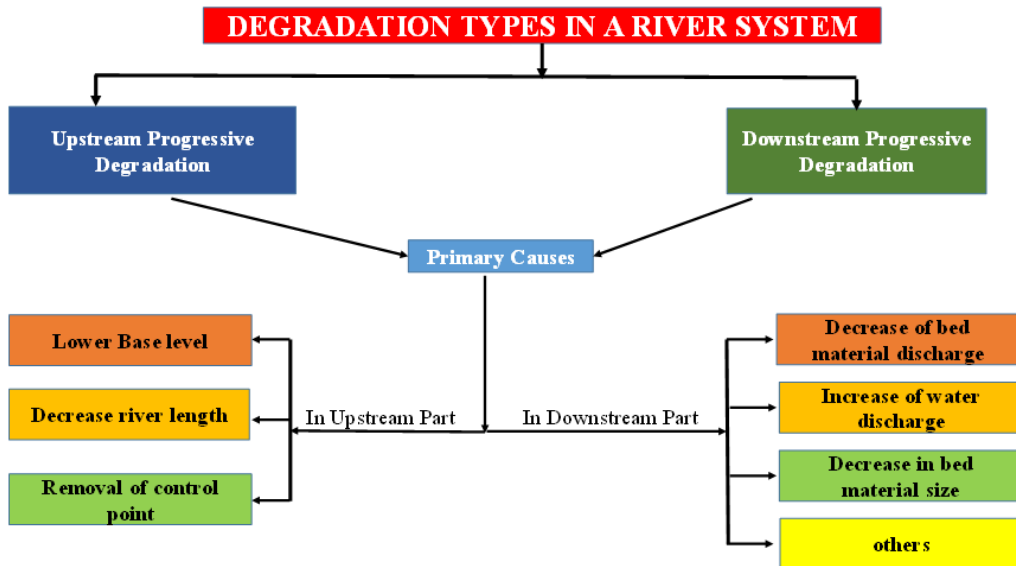 DEGRADATION TYPES IN A RIVER SYSTEM
Upstream Progressive
Degradation
Downstream Progressive
Degradation
Primary Causes
Lower Base level
Decrease river length
Removal of control
point
In Upstream Part
In Downstream Part
Decrease of bed
material discharge
Increase of water
discharge
Decrease in bed
material size
others